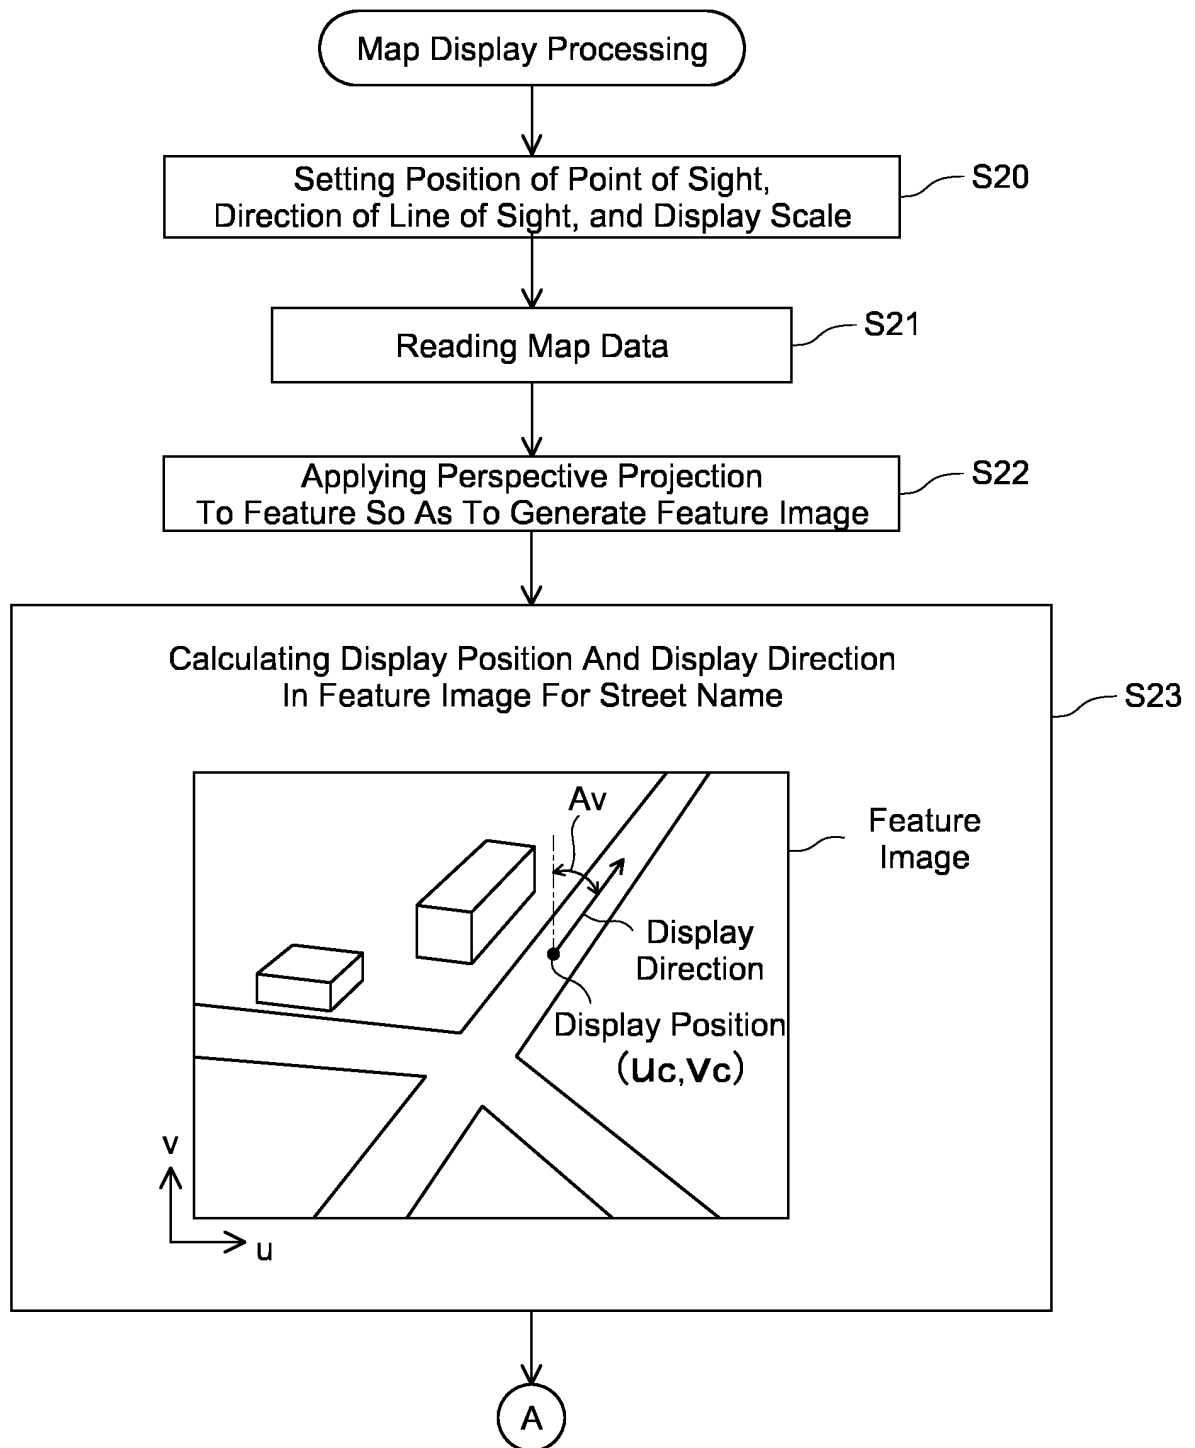 Map Display Processing
Setting Position of Point of Sight,
Direction of Line of Sight, and Display Scale
S20
Reading Map Data
S21
Applying Perspective Projection
To Feature So As To Generate Feature Image
S22
Calculating Display Position And Display Direction
In Feature Image For Street Name
S23
Av
Feature
Image
Display
Direction
Display Position
(uc,vc)
v
u
A